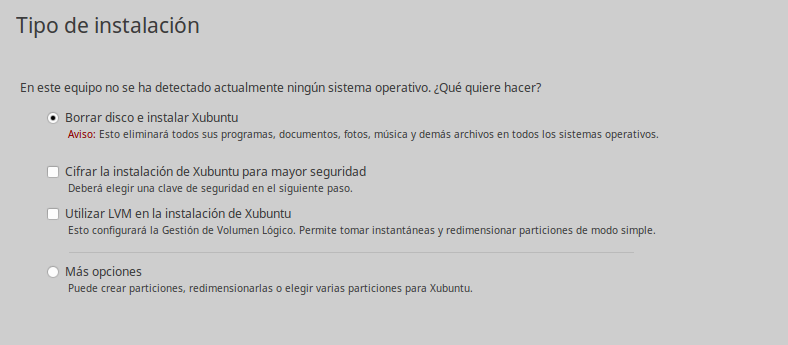 Tipo de instalación
En este equipo no se ha detectado actualmente ningún sistema operativo. ¿Qué quiere hacer?
Borrar disco e instalar Xubuntu
Aviso: Esto eliminará todos sus programas, documentos, fotos, música y demás archivos en todos los sistemas operativos.
Cifrar la instalación de Xubuntu para mayor seguridad
Deberá elegir una clave de seguridad en el siguiente paso.
Utilizar LVM en la instalación de Xubuntu
Esto configurará la Gestión de Volumen Lógico. Permite tomar instantáneas y redimensionar particiones de modo simple.
Más opciones
Puede crear particiones, redimensionarlas o elegir varias particiones para Xubuntu.